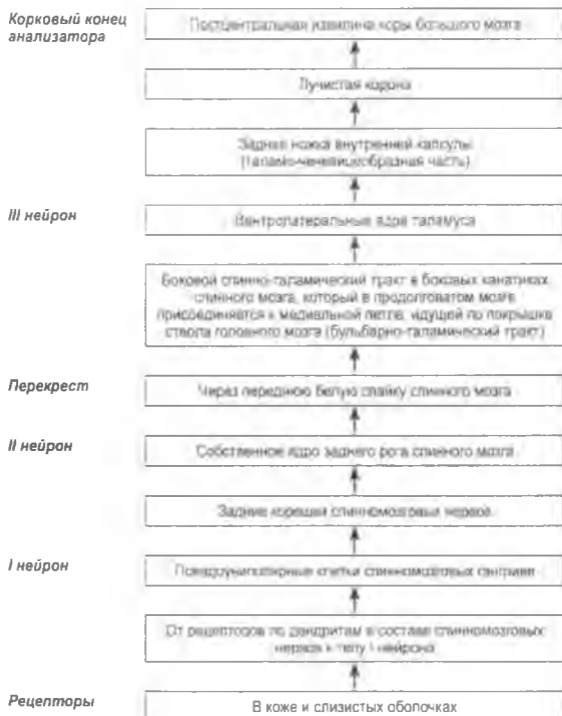 Корковый конец
анализатора
Постцентральная извилина коры большого мозга
Лучистая корона
Задняя ножка внутренней капсулы
(таламо-чечевицеобразная часть)
III нейрон
Вентролатеральные ядра таламуса
Боковой спинно-таламический тракт в боковых канатиках
спинного мозга, который в продолговатом мозге
присоединяется к медиальной петле, идущей по покрышке
ствола головного мозга (бульбарно-таламический тракт)
Перекрест
Через переднюю белую спайку спинного мозга
II нейрон
Собственное ядро заднего рога спинного мозга
Задние корешки спинномозговых нервов
I нейрон
Псевдоуниполярные клетки спинномозговых ганглиев
От рецепторов по дендритам в составе спинномозговых
нервов к телу I нейрона
Рецепторы
В коже и слизистых оболочках